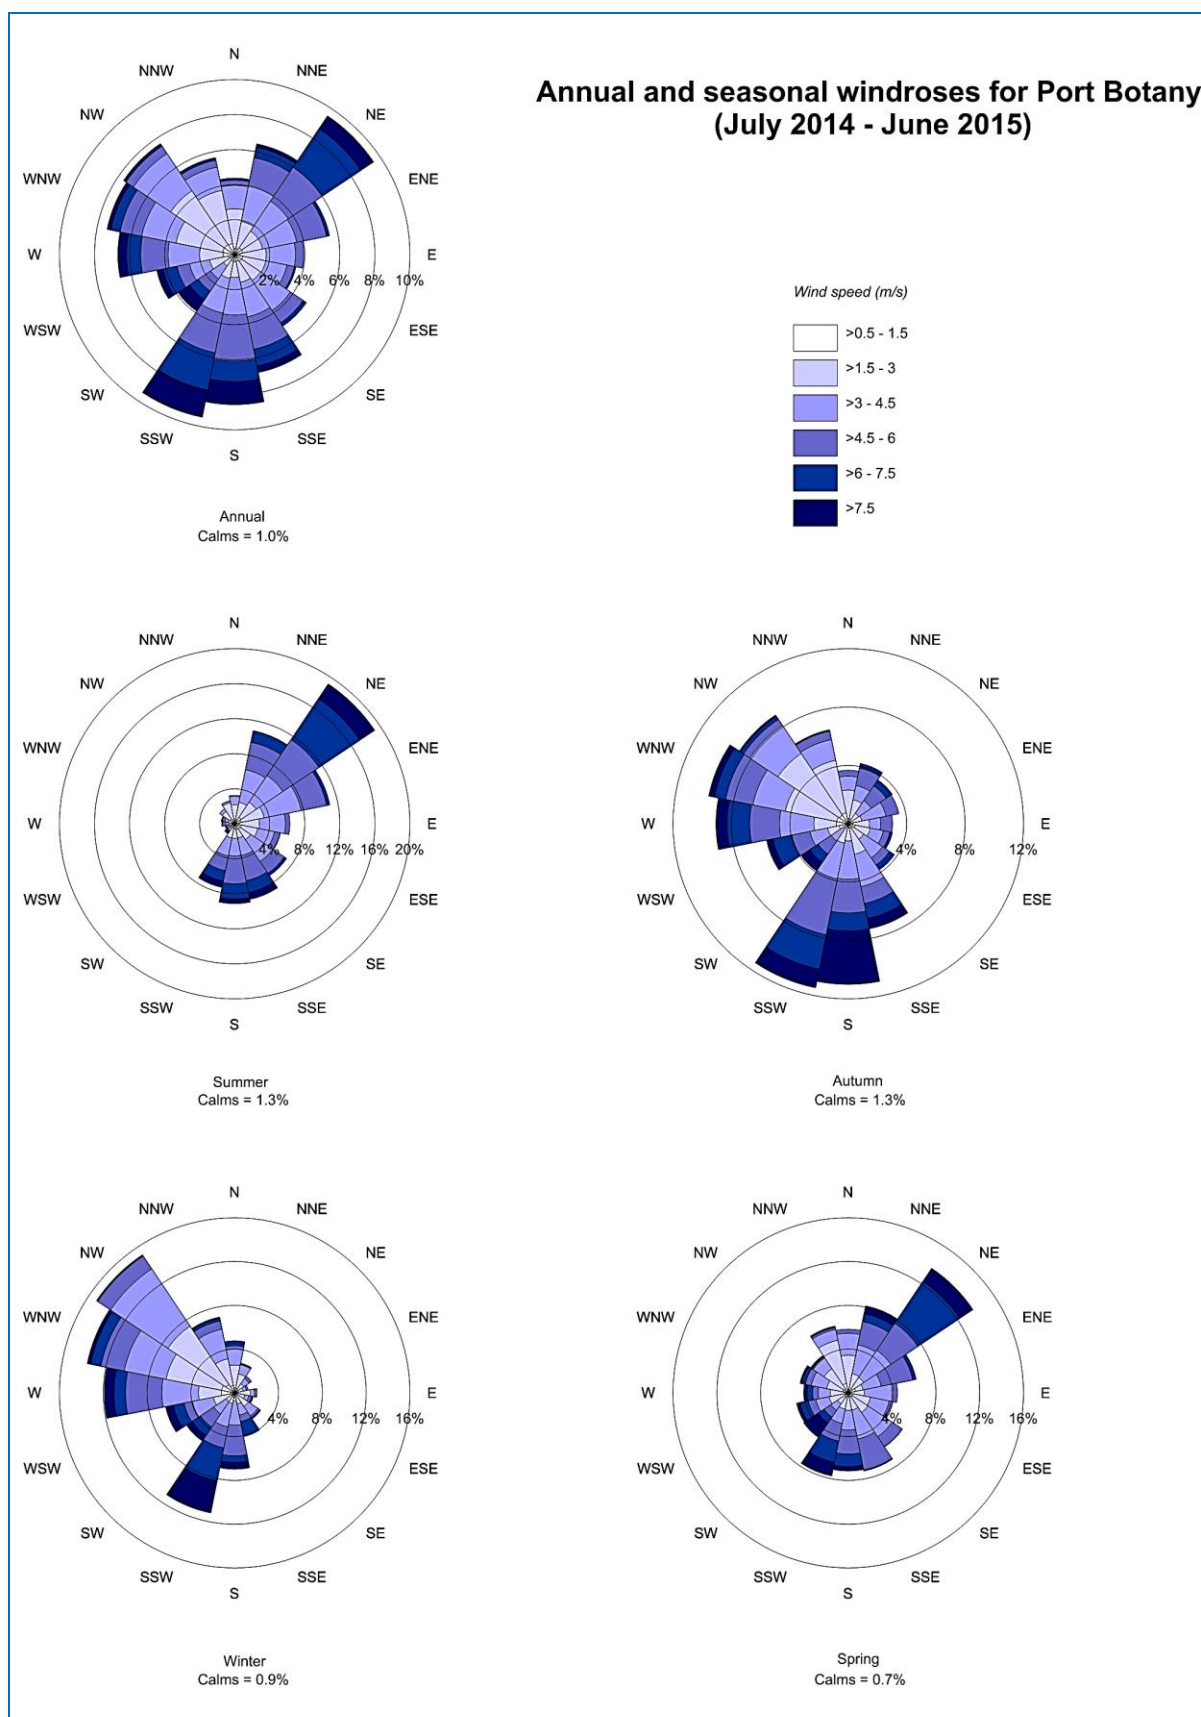 Annual and seasonal windroses for Port Botany
(July 2014 - June 2015)
N
NNW
NNE
NW
NE
WNW
ENE
W
E
2% 4% 6% 8% 10%
WSW
ESE
SW
SE
SSW
SSE
S
Annual
Calms = 1.0%
Wind speed (m/s)
>0.5 - 1.5
>1.5 - 3
>3 - 4.5
>4.5 - 6
>6 - 7.5
>7.5
N
NNW
NNE
NW
NE
WNW
ENE
W
E
4% 8% 12% 16% 20%
WSW
ESE
SW
SE
SSW
SSE
S
Summer
Calms = 1.3%
N
NNW
NNE
NW
NE
WNW
ENE
W
E
4% 8% 12%
WSW
ESE
SW
SE
SSW
SSE
S
Autumn
Calms = 1.3%
N
NNW
NNE
NW
NE
WNW
ENE
W
E
4% 8% 12% 16%
WSW
ESE
SW
SE
SSW
SSE
S
Winter
Calms = 0.9%
N
NNW
NNE
NW
NE
WNW
ENE
W
E
4% 8% 12% 16%
WSW
ESE
SW
SE
SSW
SSE
S
Spring
Calms = 0.7%